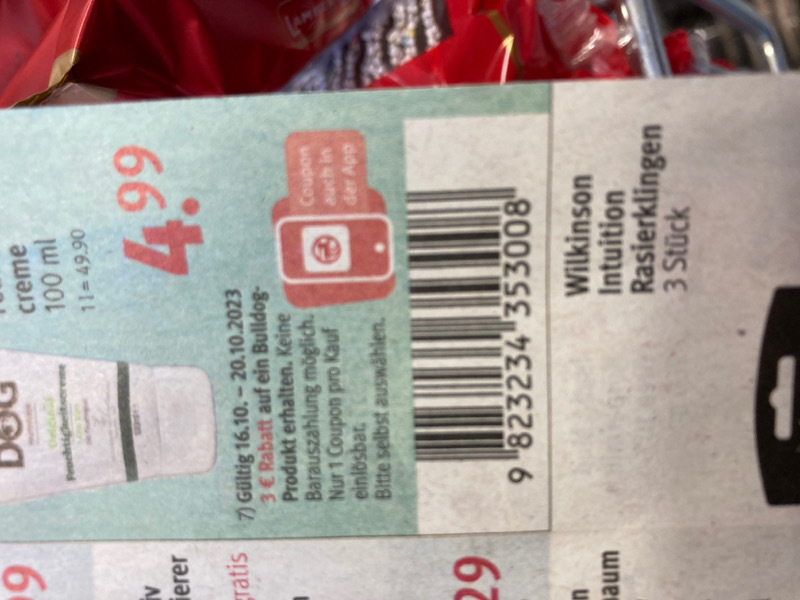 creme
100 ml
1 l = 49.90
4.99
DOG
Feuchtigkeitscreme
7) Gültig 16.10. – 20.10.2023
3 € Rabatt auf ein Bulldog-
Produkt erhalten. Keine
Barauszahlung möglich.
Nur 1 Coupon pro Kauf
einlösbar.
Bitte selbst auswählen.
Coupon
auch in
der App
9 823234 353008
Wilkinson
Intuition
Rasierklingen
3 Stück
ierer
gratis
29
aum